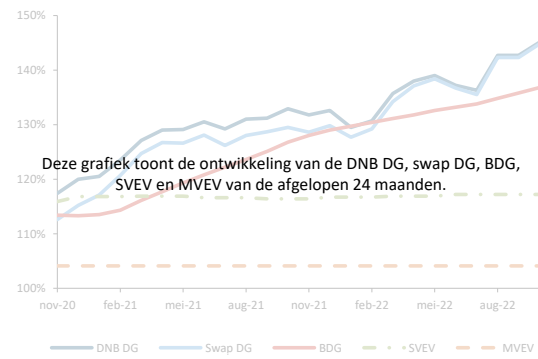 150%
140%
130%
Deze grafiek toont de ontwikkeling van de DNB DG, swap DG, BDG,
120%
SVEV en MVEV van de afgelopen 24 maanden.
110%
100%
nov-20 feb-21 mei-21 aug-21 nov-21 feb-22 mei-22 aug-22
DNB DG Swap DG BDG SVEV MVEV